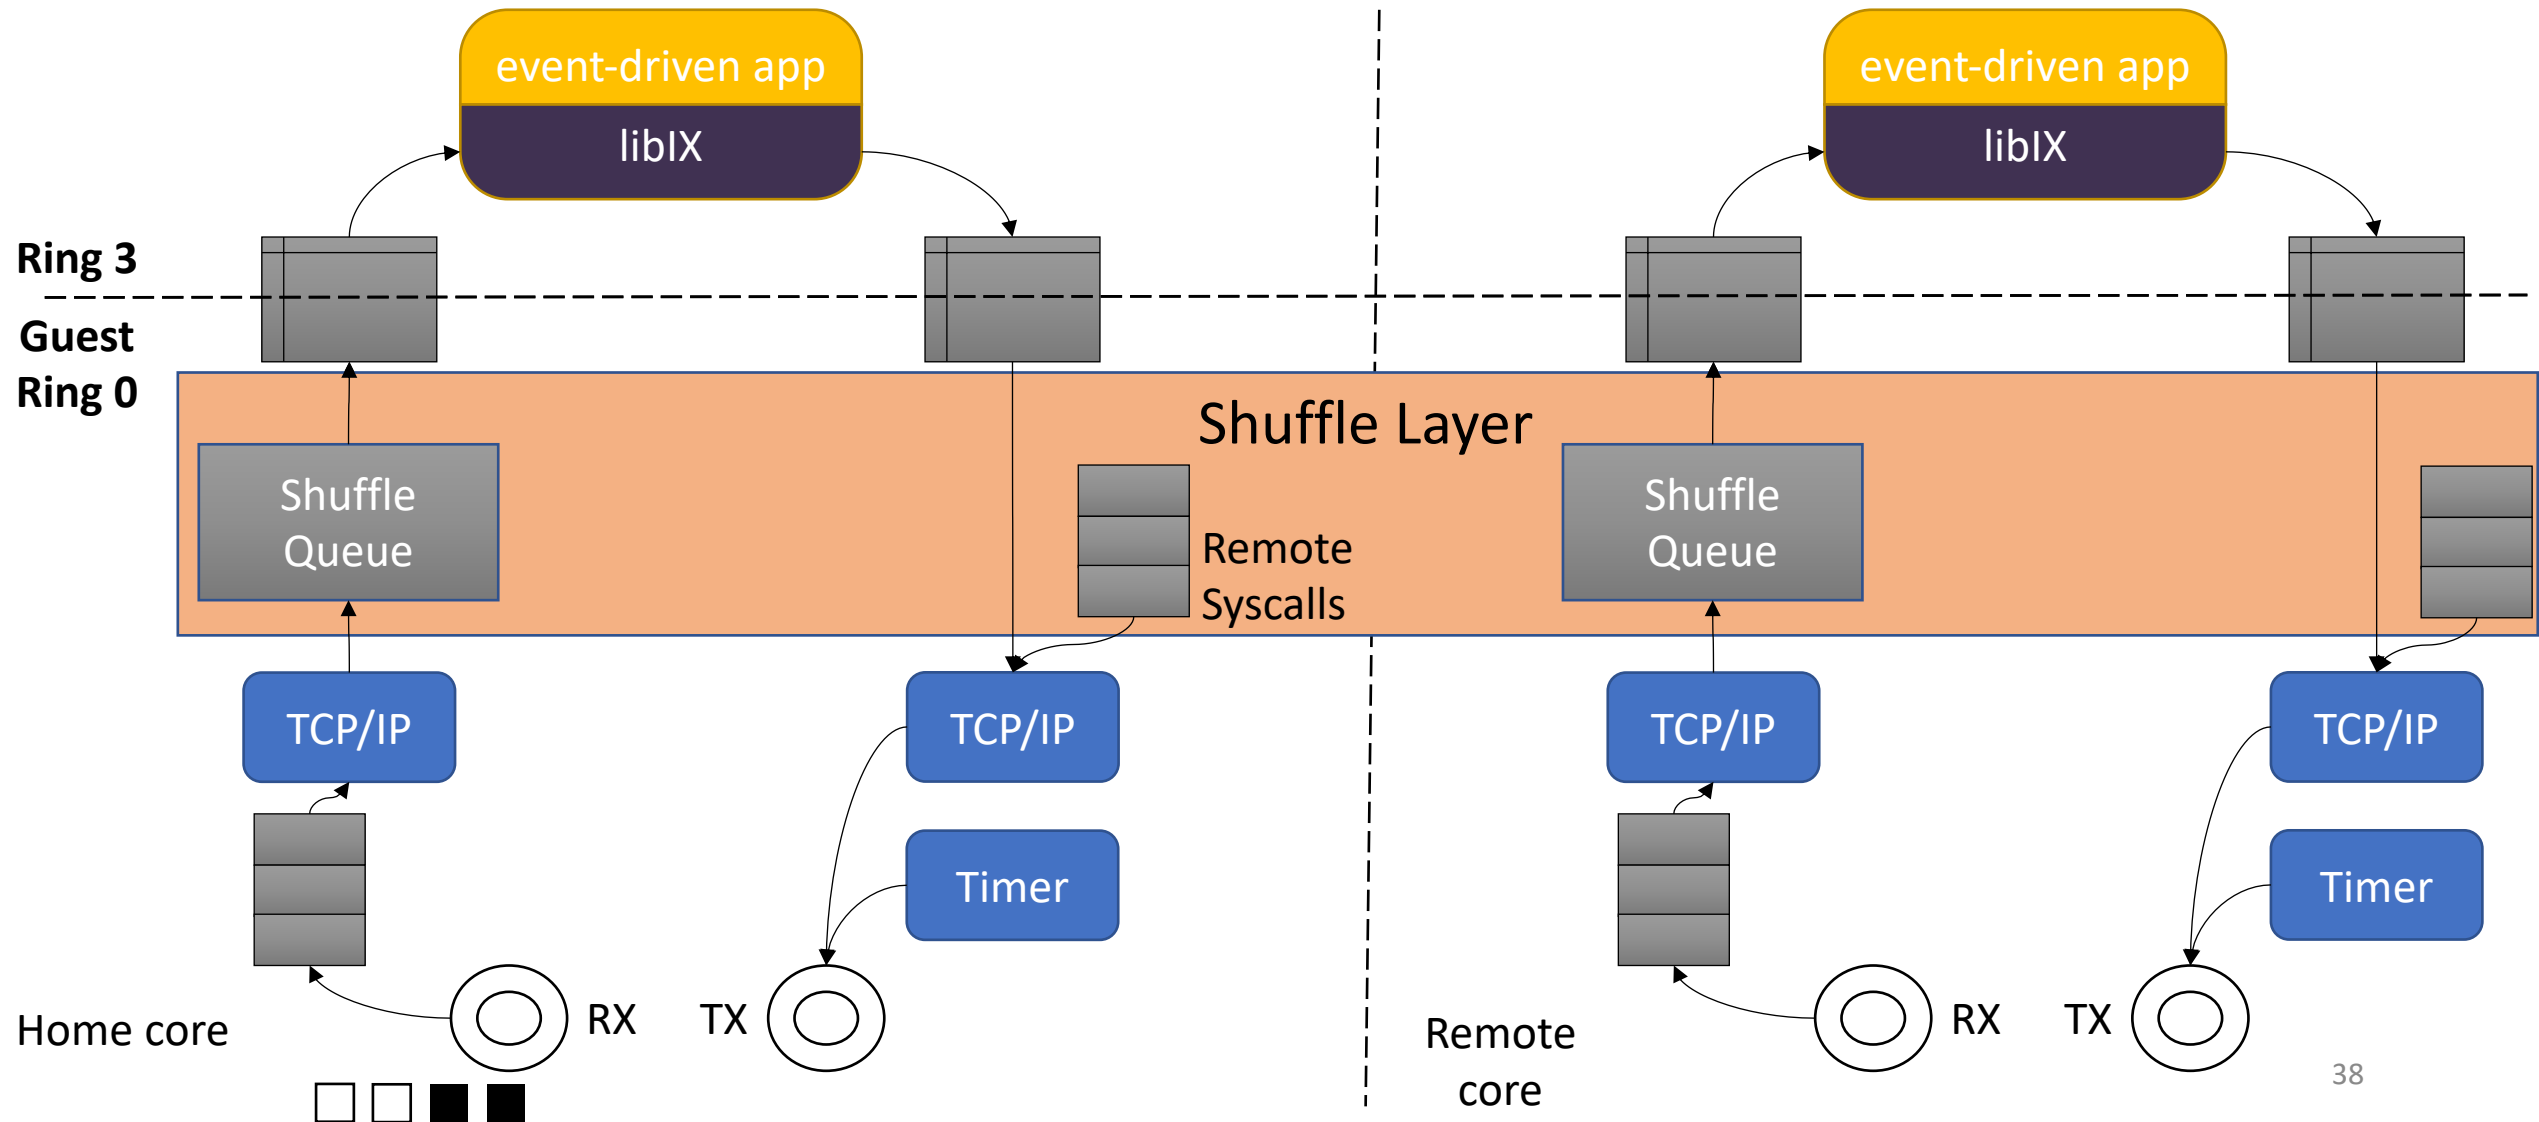 event-driven app
libIX
event-driven app
libIX
Ring 3
Guest
Ring 0
Shuffle Layer
Shuffle
Queue
Remote
Syscalls
Shuffle
Queue
TCP/IP
TCP/IP
TCP/IP
TCP/IP
Timer
Timer
Home core
RX
TX
Remote
core
RX
TX
38